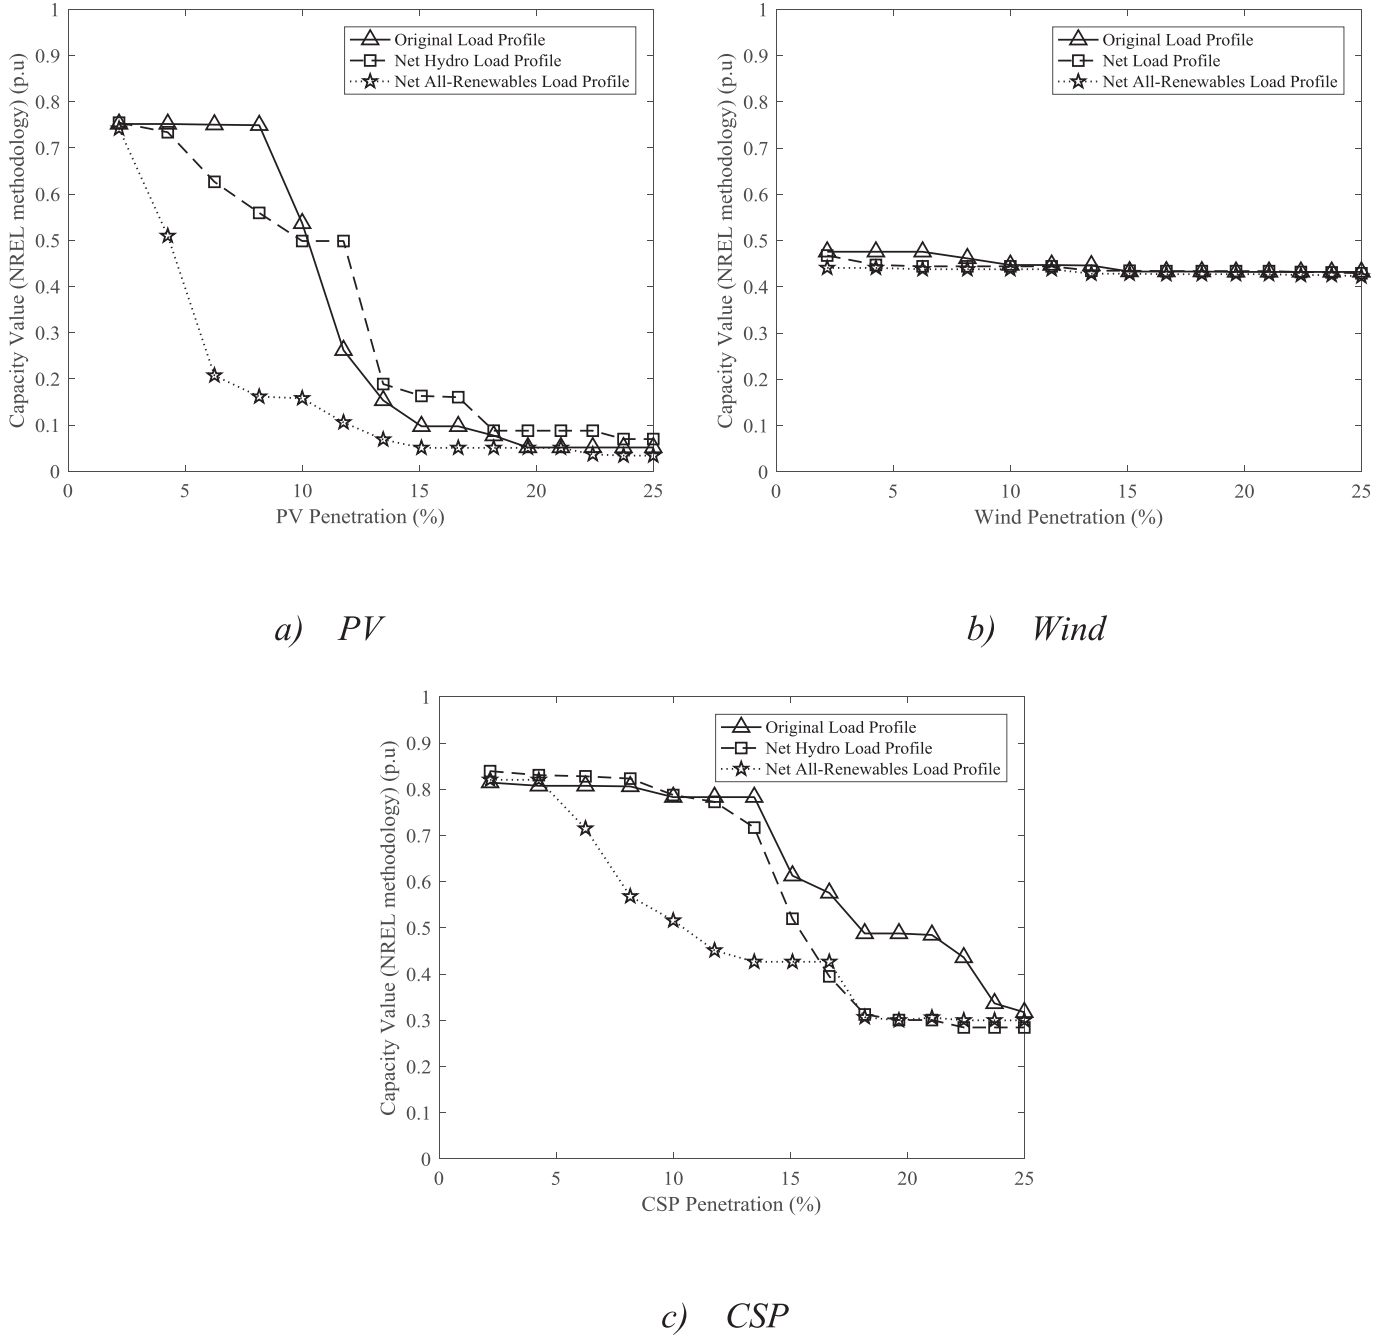 1
0.9
0.8
0.7
0.6
0.5
0.4
0.3
0.2
0.1
0
Capacity Value (NREL methodology) (p.u)
Original Load Profile
Net Hydro Load Profile
Net All-Renewables Load Profile
0 5 10 15 20 25
PV Penetration (%)
a) PV
1
0.9
0.8
0.7
0.6
0.5
0.4
0.3
0.2
0.1
0
Capacity Value (NREL methodology) (p.u)
Original Load Profile
Net Load Profile
Net All-Renewables Load Profile
0 5 10 15 20 25
Wind Penetration (%)
b) Wind
1
0.9
0.8
0.7
0.6
0.5
0.4
0.3
0.2
0.1
0
Capacity Value (NREL methodology) (p.u)
Original Load Profile
Net Hydro Load Profile
Net All-Renewables Load Profile
0 5 10 15 20 25
CSP Penetration (%)
c) CSP